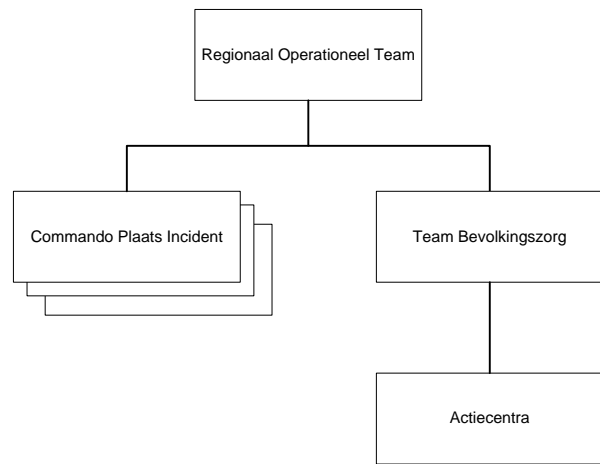 Regionaal Operationeel Team
Commando Plaats Incident
Team Bevolkingszorg
Actiecentra